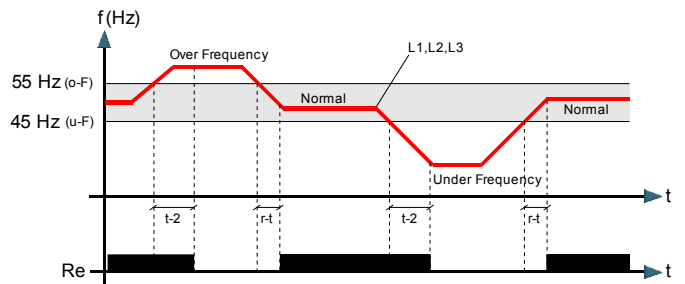 f (Hz)
Over Frequency
L1,L2,L3
55 Hz (o-F)
Normal
Normal
45 Hz (u-F)
Under Frequency
t
t-2
r-t
t-2
r-t
Re
t